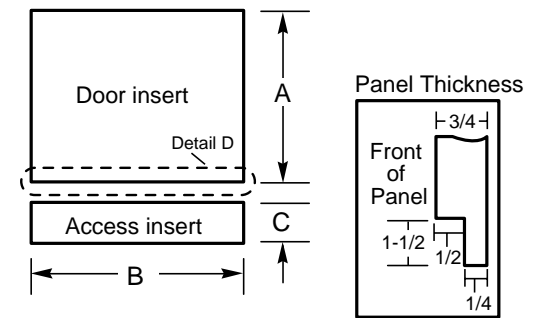 Door insert
Detail D
A
Access insert
C
B
Panel Thickness
3/4
Front
of
Panel
1-1/2
1/2
1/4